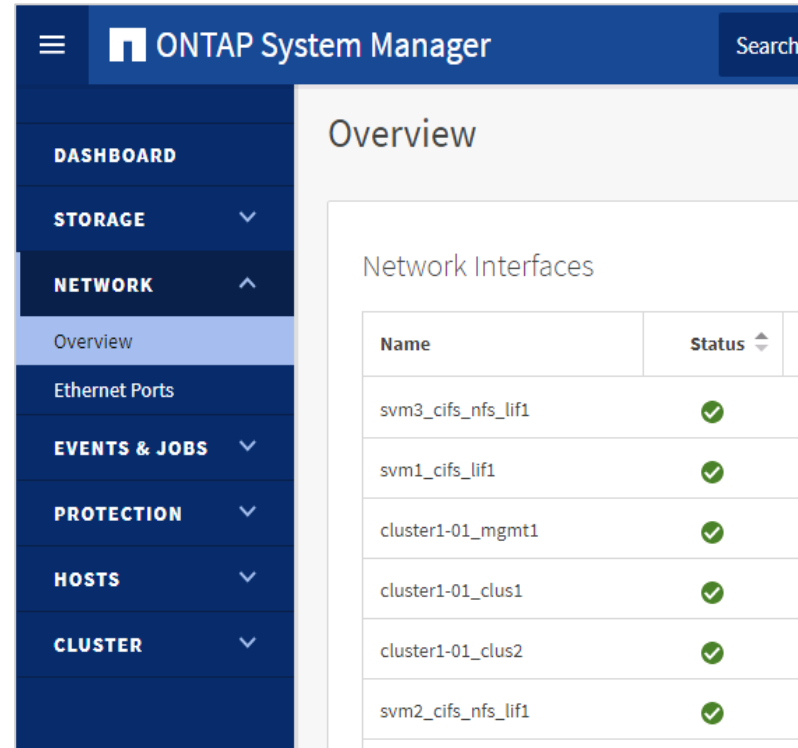 ONTAP System Manager
Search
DASHBOARD
STORAGE
NETWORK
Overview
Ethernet Ports
EVENTS & JOBS
PROTECTION
HOSTS
CLUSTER
Overview
Network Interfaces
Name Status
svm3_cifs_nfs_lif1
svm1_cifs_lif1
cluster1-01_mgmt1
cluster1-01_clus1
cluster1-01_clus2
svm2_cifs_nfs_lif1